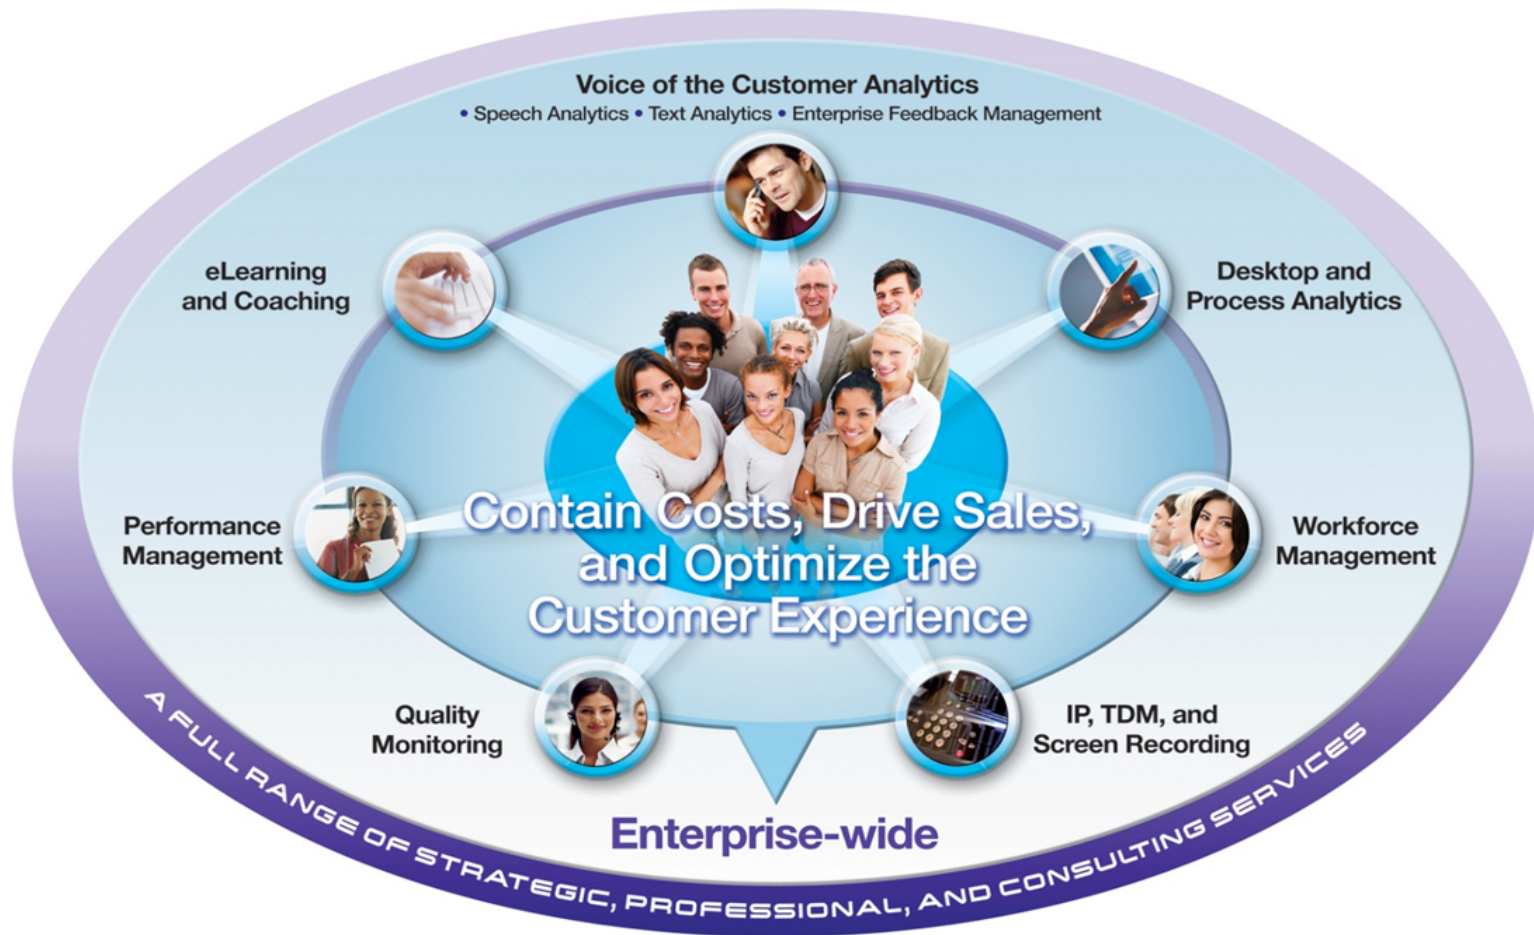 Voice of the Customer Analytics
• Speech Analytics • Text Analytics • Enterprise Feedback Management
eLearning
and Coaching
Desktop and
Process Analytics
Performance
Management
Contain Costs, Drive Sales,
and Optimize the
Customer Experience
Workforce
Management
Quality
Monitoring
IP, TDM, and
Screen Recording
Enterprise-wide
A FULL RANGE OF STRATEGIC, PROFESSIONAL, AND CONSULTING SERVICES